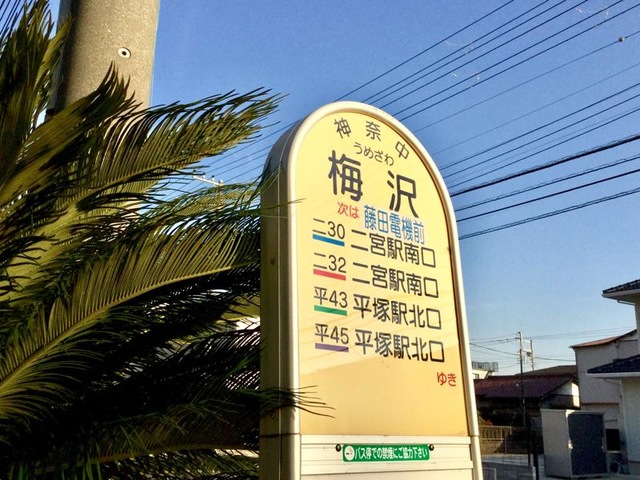 神奈中
うめざわ
梅沢
次は 藤田電機前
二30 二宮駅南口
二32 二宮駅南口
平43 平塚駅北口
平45 平塚駅北口
ゆき
バス停での禁煙にご協力下さい